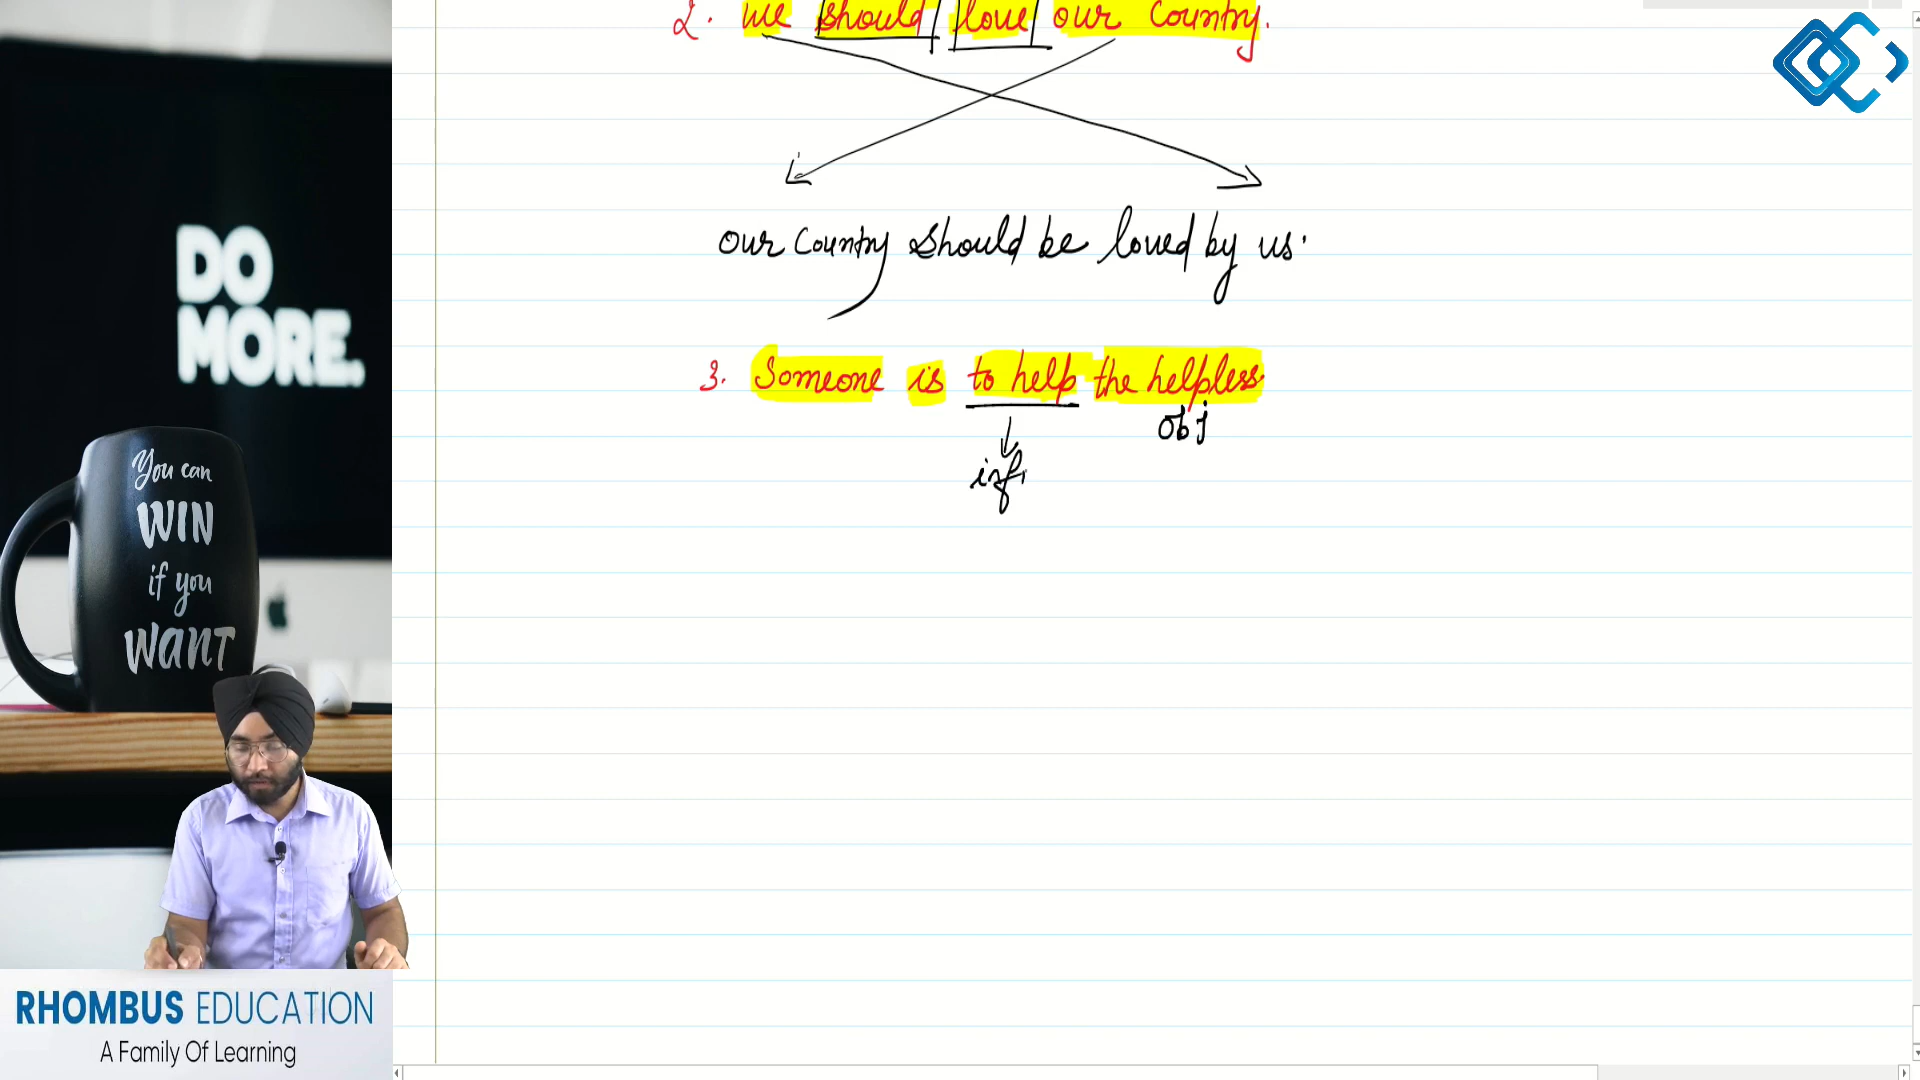 2. We should love our Country.
our Country should be loved by us.
3. Someone is to help the helpless
obj
inf
DO
MORE.
You can
WIN
if you
WANT
RHOMBUS EDUCATION
A Family Of Learning